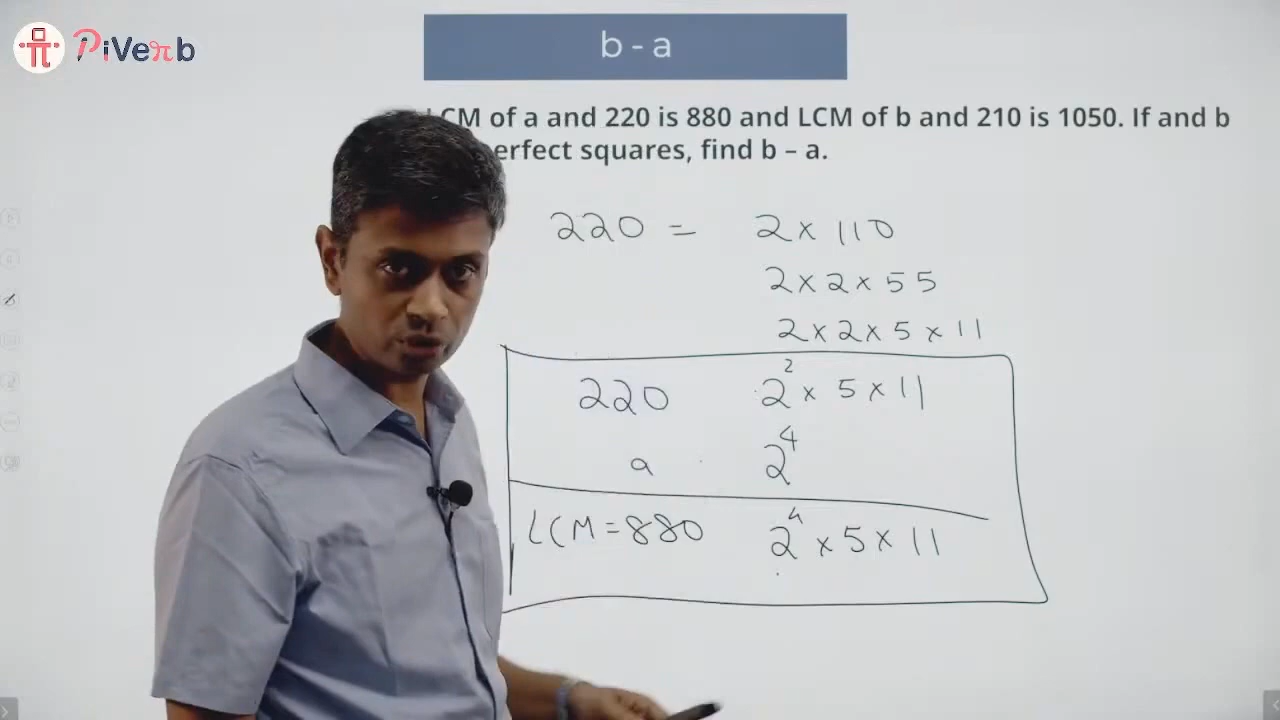 PiVerb
b - a
LCM of a and 220 is 880 and LCM of b and 210 is 1050. If and b
perfect squares, find b – a.
220 = 2 x 110
2 x 2 x 55
2 x 2 x 5 x 11
220 2² x 5 x 11
a 2⁴
LCM = 880 2⁴ x 5 x 11